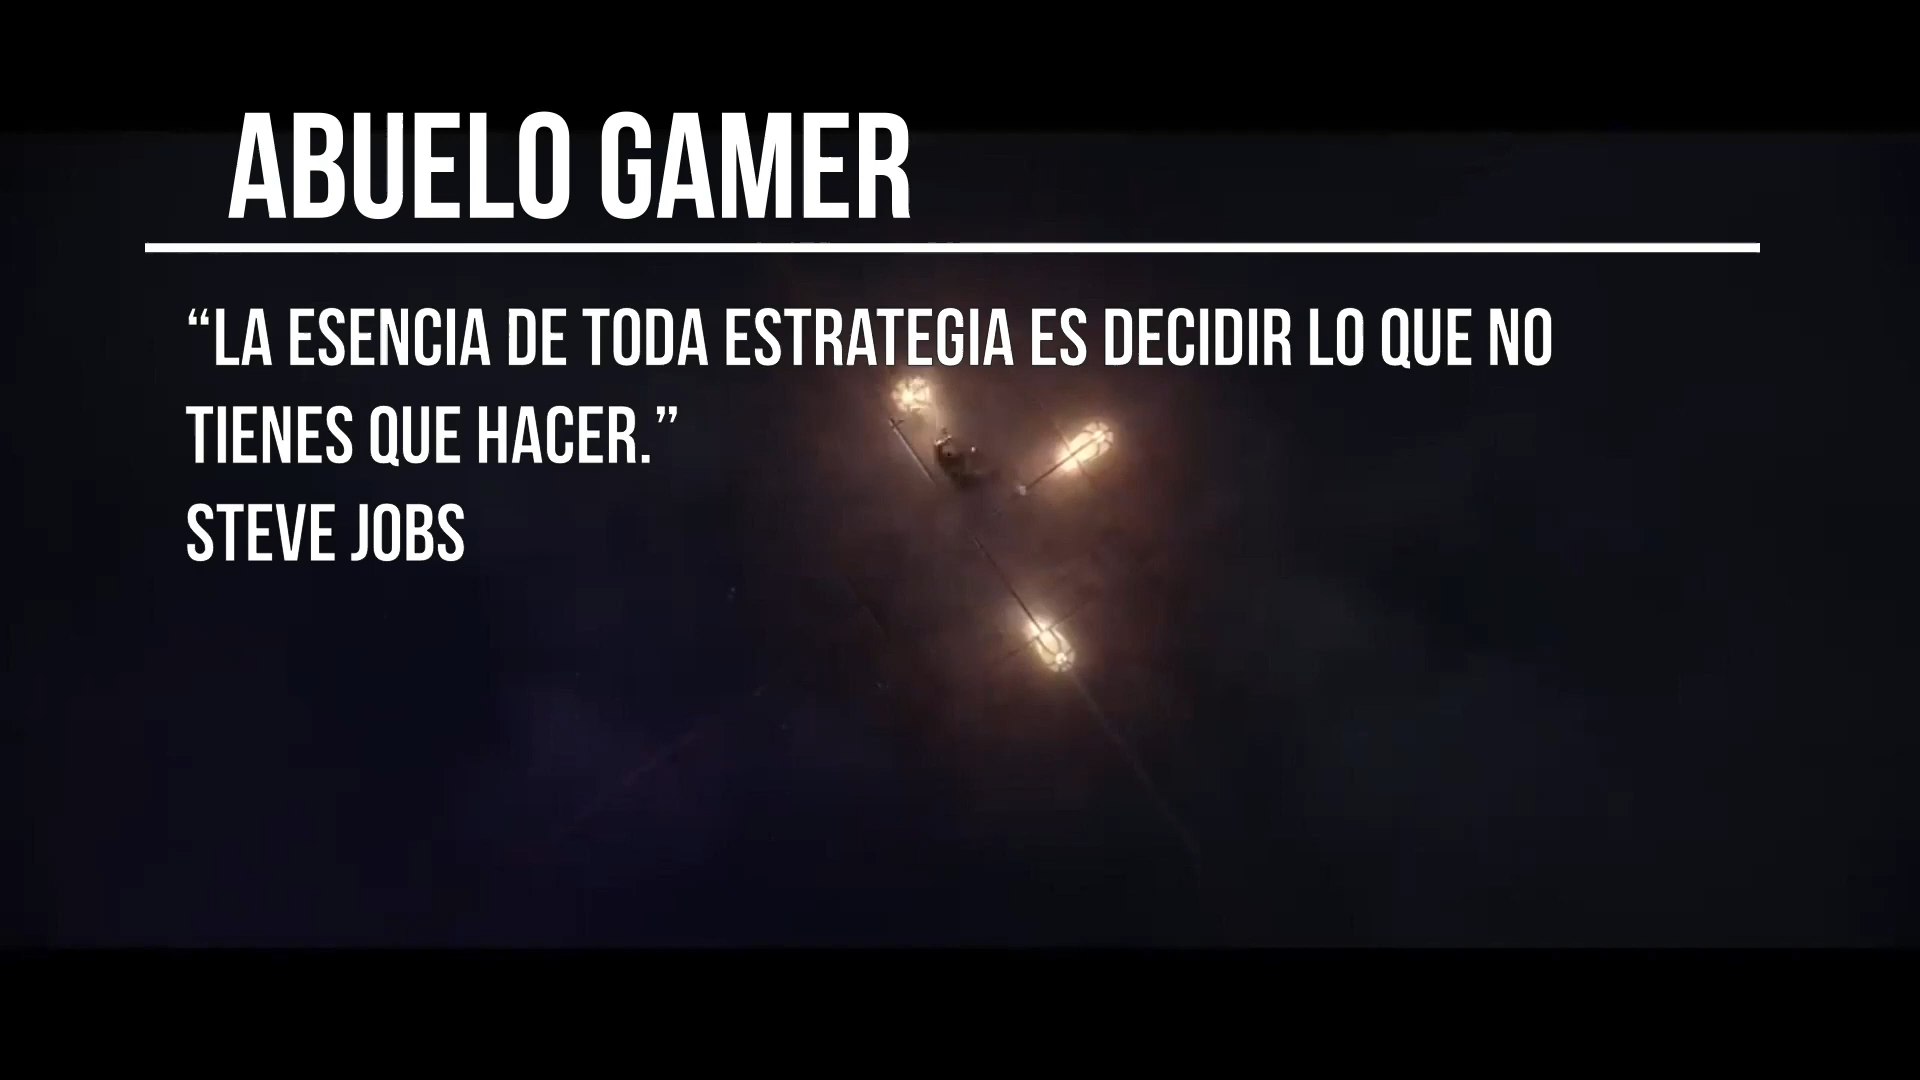 ABUELO GAMER
“LA ESENCIA DE TODA ESTRATEGIA ES DECIDIR LO QUE NO
TIENES QUE HACER.”
STEVE JOBS